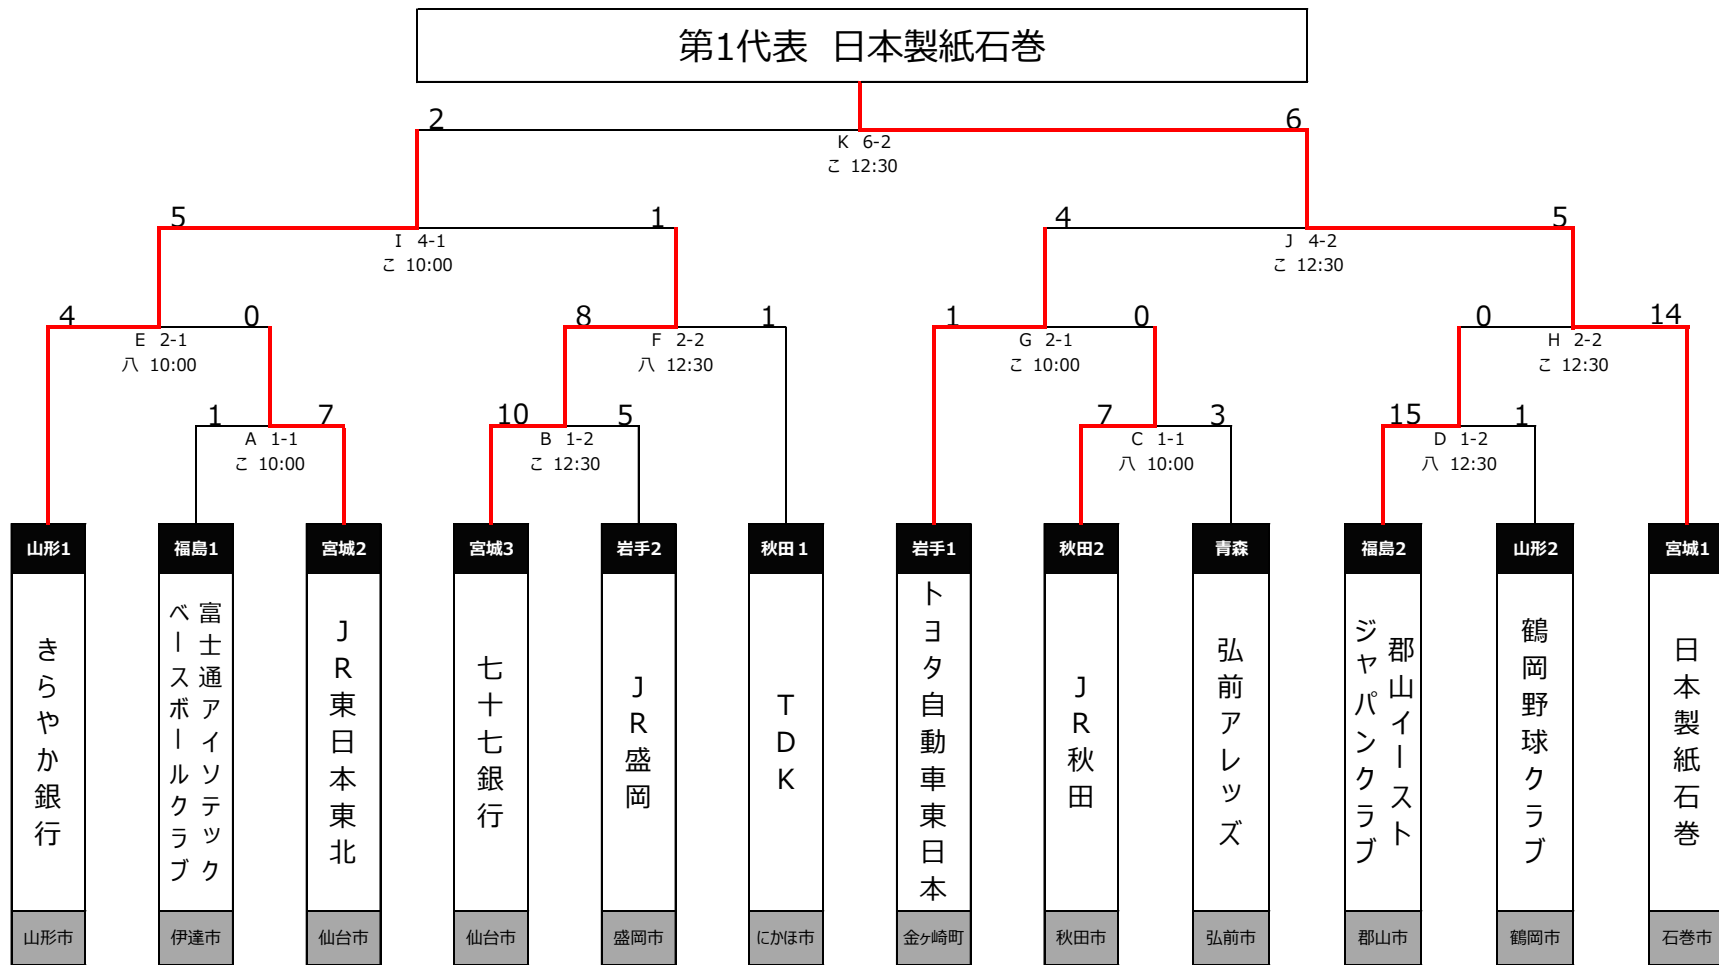 第1代表 日本製紙石巻
2
6
K 6-2
こ 12:30
5
1
4
5
I 4-1
こ 10:00
J 4-2
こ 12:30
4
0
8
1
1
0
0
14
E 2-1
八 10:00
F 2-2
八 12:30
G 2-1
こ 10:00
H 2-2
こ 12:30
1
7
10
5
7
3
15
1
A 1-1
こ 10:00
B 1-2
こ 12:30
C 1-1
八 10:00
D 1-2
八 12:30
山形1
福島1
宮城2
宮城3
岩手2
秋田1
岩手1
秋田2
青森
福島2
山形2
宮城1
きらやか銀行
富士通アイソテック
ベースボールクラブ
JR東日本東北
七十七銀行
JR盛岡
TDK
トヨタ自動車東日本
JR秋田
弘前アレッズ
郡山イースト
ジャパンクラブ
鶴岡野球クラブ
日本製紙石巻
山形市
伊達市
仙台市
仙台市
盛岡市
にかほ市
金ヶ崎町
秋田市
弘前市
郡山市
鶴岡市
石巻市